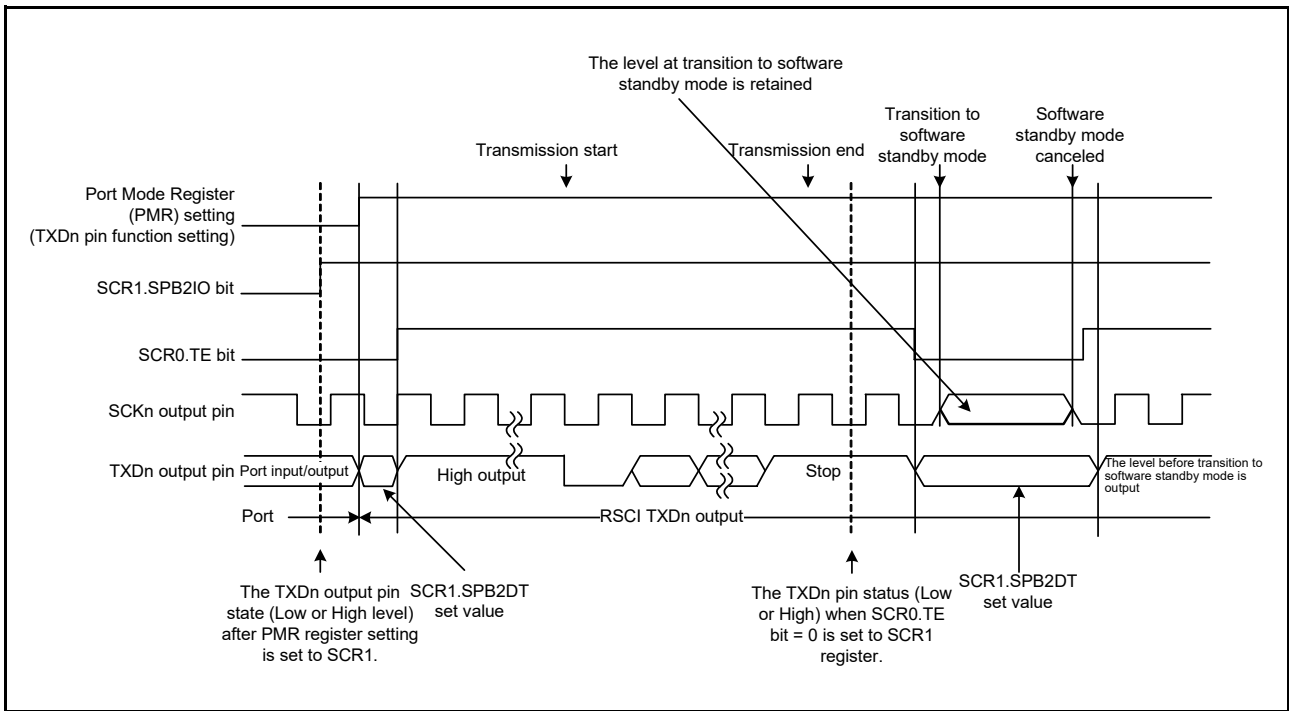 The level at transition to software
standby mode is retained
Transition to
software
standby mode
Software
standby mode
canceled
Transmission start
Transmission end
Port Mode Register
(PMR) setting
(TXDn pin function setting)
SCR1.SPB2IO bit
SCR0.TE bit
SCKn output pin
TXDn output pin
Port input/output
High output
Stop
The level before transition to
software standby mode is
output
Port
RSCI TXDn output
The TXDn output pin
state (Low or High level)
after PMR register setting
is set to SCR1.
SCR1.SPB2DT
set value
The TXDn pin status (Low
or High) when SCR0.TE
bit = 0 is set to SCR1
register.
SCR1.SPB2DT
set value